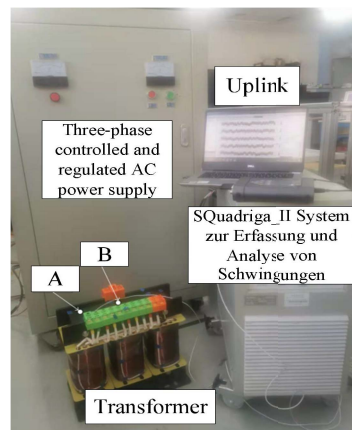 Uplink
Three-phase
controlled and
regulated AC
power supply
SQuadriga_II System
zur Erfassung und
Analyse von
Schwingungen
B
A
Transformer